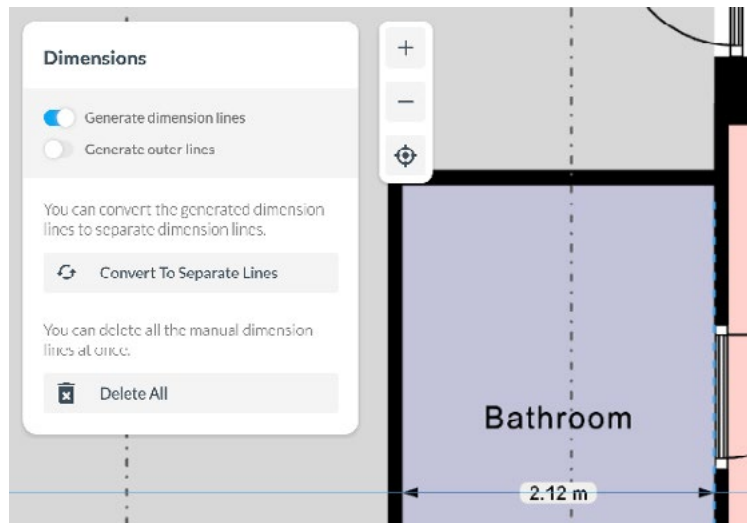 Dimensions
Generate dimension lines
Generate outer lines
You can convert the generated dimension
lines to separate dimension lines.
Convert To Separate Lines
You can delete all the manual dimension
lines at once.
Delete All
Bathroom
2.12 m